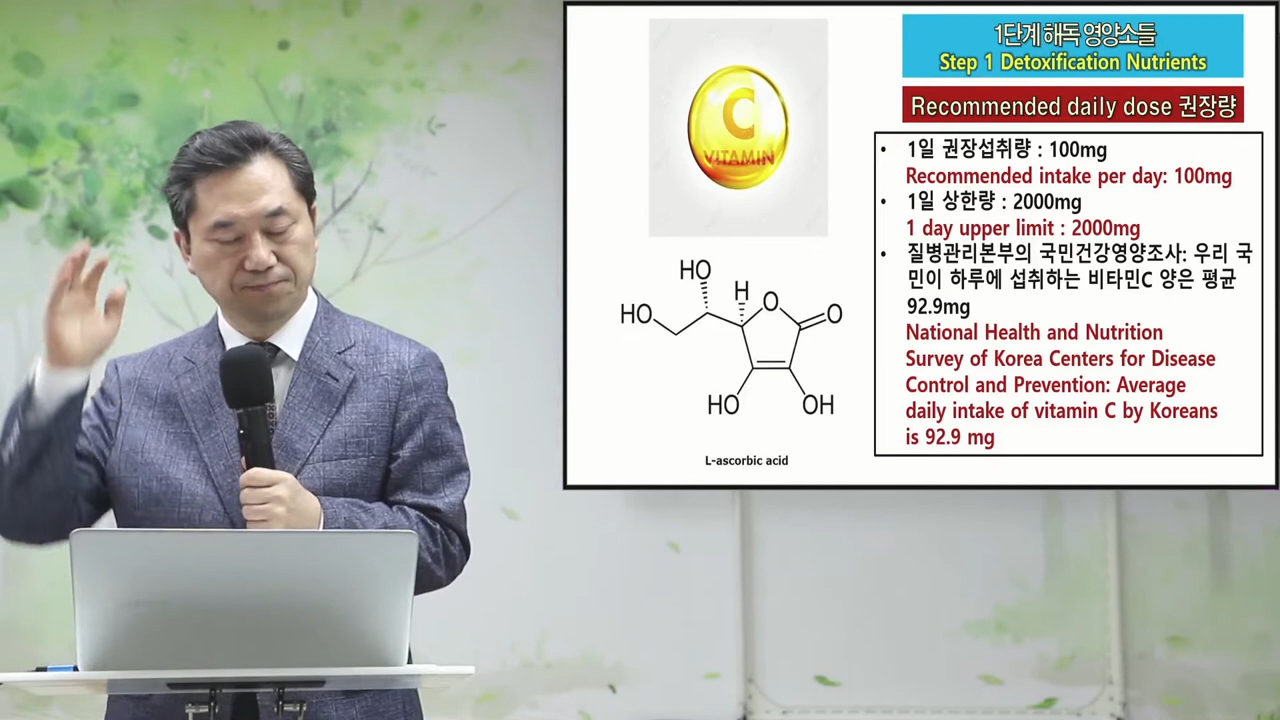 C
VITAMIN
HO
H
HO
O
O
HO
OH
L-ascorbic acid
1단계 해독 영양소들
Step 1 Detoxification Nutrients
Recommended daily dose 권장량
• 1일 권장섭취량 : 100mg
Recommended intake per day: 100mg
• 1일 상한량 : 2000mg
1 day upper limit : 2000mg
• 질병관리본부의 국민건강영양조사: 우리 국
민이 하루에 섭취하는 비타민C 양은 평균
92.9mg
National Health and Nutrition
Survey of Korea Centers for Disease
Control and Prevention: Average
daily intake of vitamin C by Koreans
is 92.9 mg